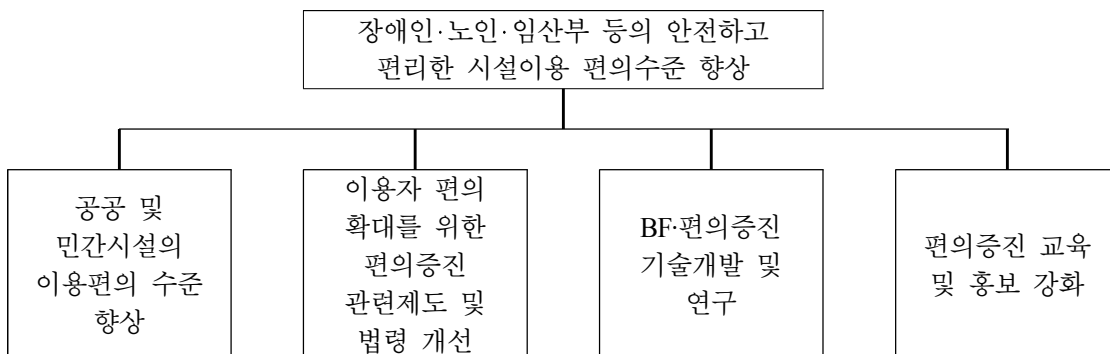 장애인·노인·임산부 등의 안전하고
편리한 시설이용 편의수준 향상
공공 및
민간시설의
이용편의 수준
향상
이용자 편의
확대를 위한
편의증진
관련제도 및
법령 개선
BF·편의증진
기술개발 및
연구
편의증진 교육
및 홍보 강화